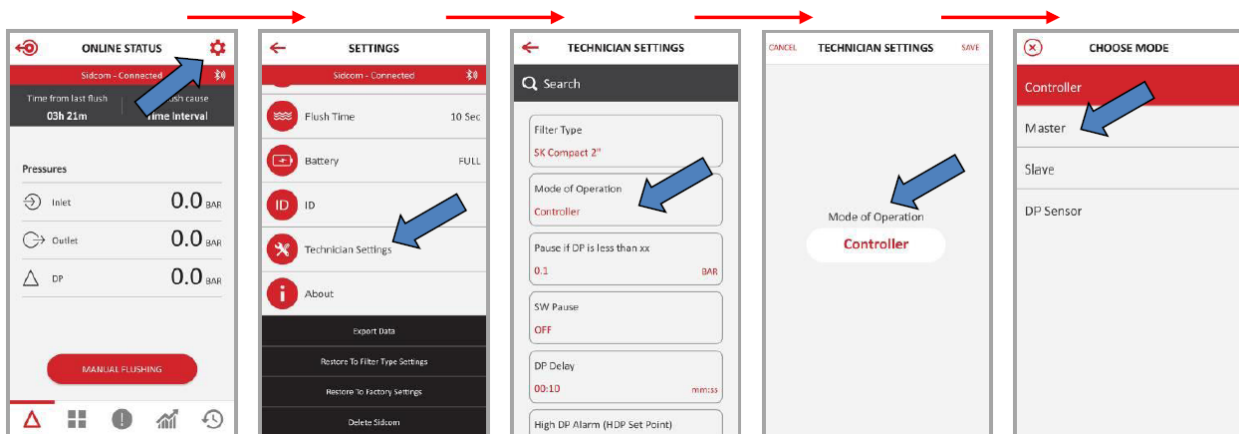 ONLINE STATUS
Sidcom - Connected
Time from last flush
03h 21m
cause
Time Interval
Pressures
Inlet
0.0 BAR
Outlet
0.0 BAR
DP
0.0 BAR
MANUAL FLUSHING
SETTINGS
Sidcom - Connected
Flush Time
10 Sec
Battery
FULL
ID
ID
Technician Settings
About
Export Data
Restore To Filter Type Settings
Restore To Factory Settings
Delete Sidcom
TECHNICIAN SETTINGS
Search
Filter Type
SK Compact 2"
Mode of Operation
Controller
Pause if DP is less than xx
0.1
BAR
SW Pause
OFF
DP Delay
00:10
mm:ss
High DP Alarm (HDP Set Point)
CANCEL
TECHNICIAN SETTINGS
SAVE
Mode of Operation
Controller
CHOOSE MODE
Controller
Master
Slave
DP Sensor